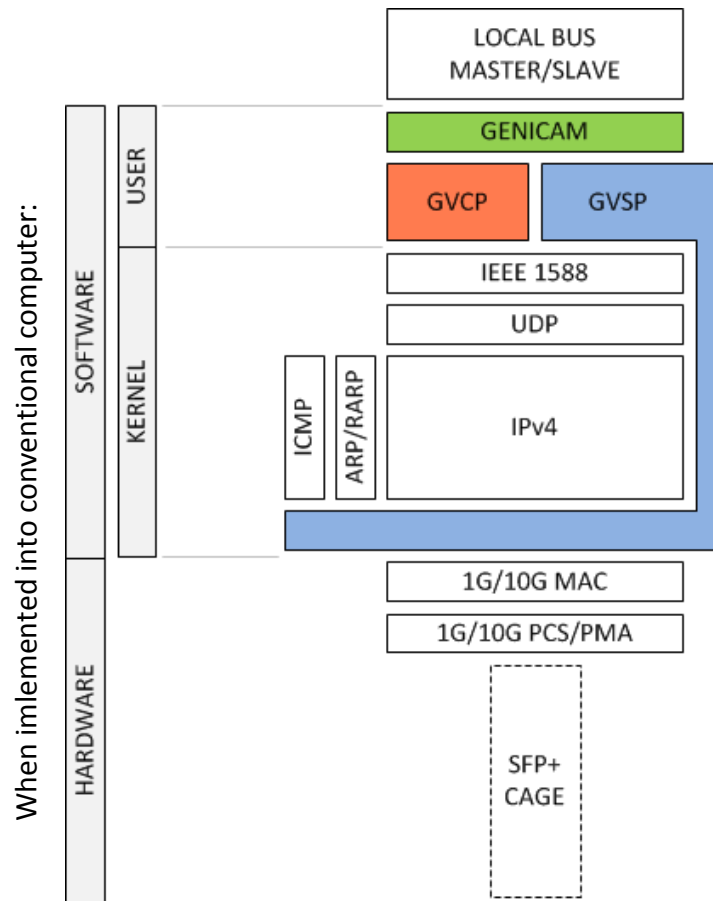 When imlemented into conventional computer:
SOFTWARE
HARDWARE
USER
KERNEL
LOCAL BUS
MASTER/SLAVE
GENICAM
GVCP
GVSP
IEEE 1588
UDP
ICMP
ARP/RARP
IPv4
1G/10G MAC
1G/10G PCS/PMA
SFP+
CAGE